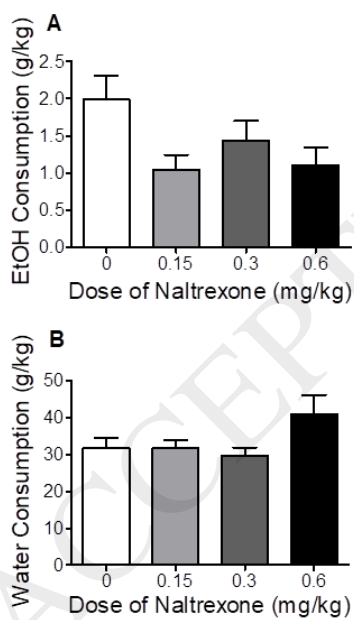 A
EtOH Consumption (g/kg)
2.5
2.0
1.5
1.0
0.5
0.0
0 0.15 0.3 0.6
Dose of Naltrexone (mg/kg)
B
Water Consumption (g/kg)
50
40
30
20
10
0
0 0.15 0.3 0.6
Dose of Naltrexone (mg/kg)
ACCEPT